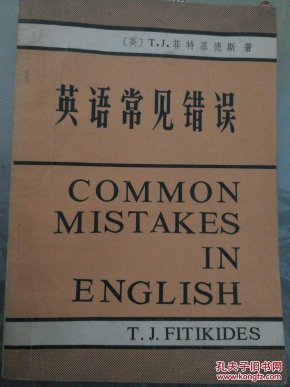 〔英〕T.J.菲特基德斯 著
英语常见错误
COMMON
MISTAKES
IN
ENGLISH
T. J. FITIKIDES
孔夫子旧书网